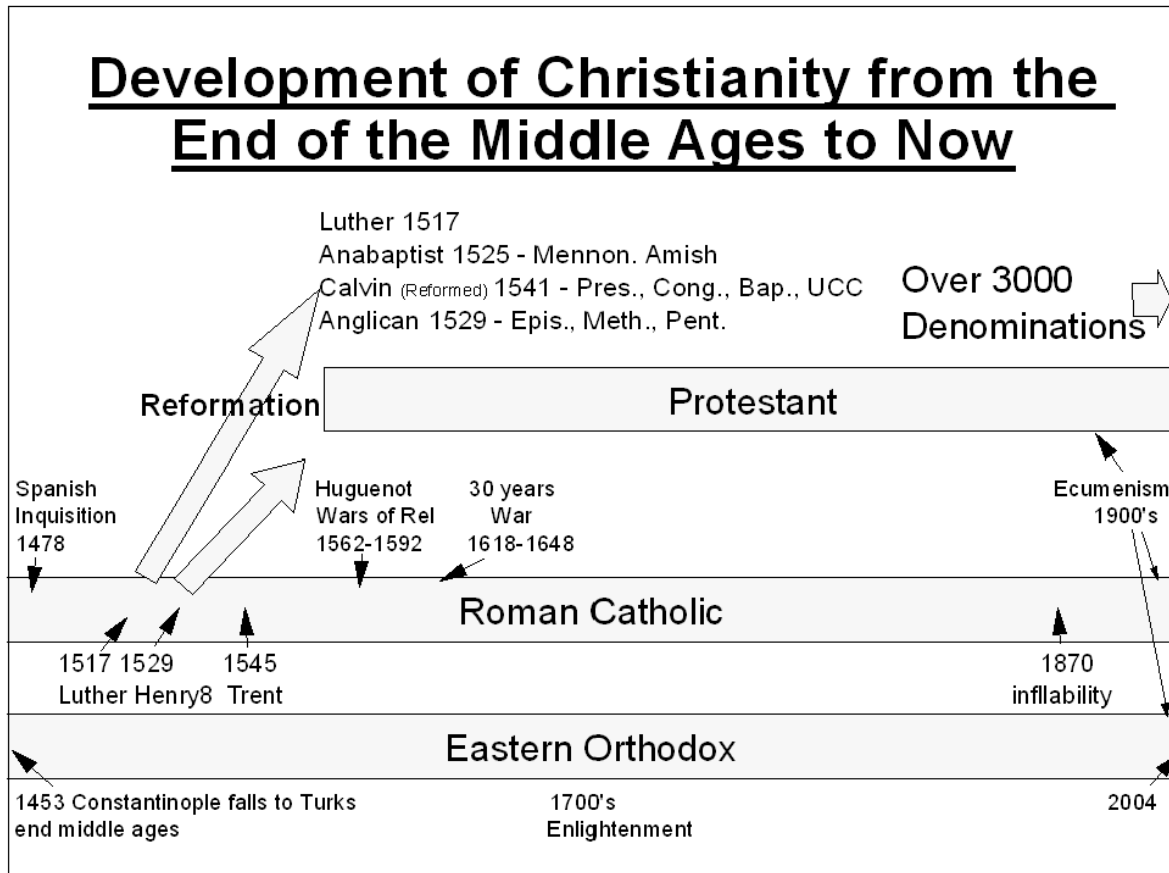 Development of Christianity from the
End of the Middle Ages to Now
Luther 1517
Anabaptist 1525 - Mennon. Amish
Calvin (Reformed) 1541 - Pres., Cong., Bap., UCC
Anglican 1529 - Epis., Meth., Pent.
Over 3000
Denominations
Reformation
Protestant
Spanish
Inquisition
1478
Huguenot
Wars of Rel
1562-1592
30 years
War
1618-1648
Ecumenism
1900's
Roman Catholic
1517 1529
Luther Henry8
1545
Trent
1870
infllability
Eastern Orthodox
1453 Constantinople falls to Turks
end middle ages
1700's
Enlightenment
2004